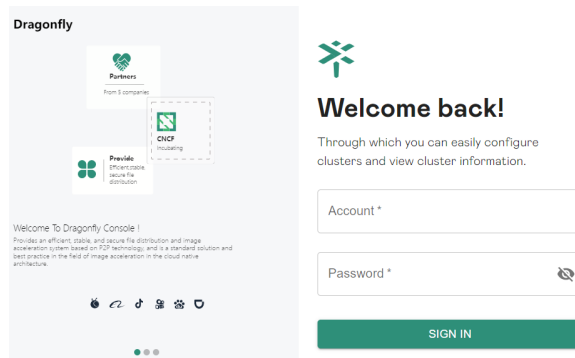 Dragonfly
Partners
From 5 companies
CNCF
Incubating
Provide
Efficient,stable,
secure file
distribution
Welcome To Dragonfly Console !
Provides an efficient, stable, and secure file distribution and image
acceleration system based on P2P technology, and is a standard solution and
best practice in the field of image acceleration in the cloud native
architecture.
Welcome back!
Through which you can easily configure
clusters and view cluster information.
Account *
Password *
SIGN IN